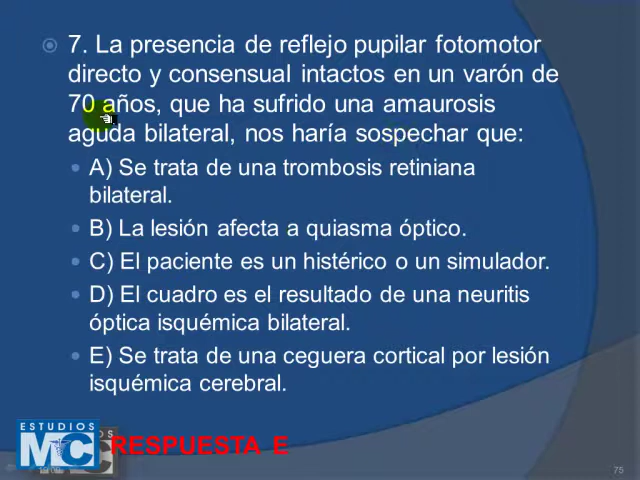 7. La presencia de reflejo pupilar fotomotor
directo y consensual intactos en un varón de
70 años, que ha sufrido una amaurosis
aguda bilateral, nos haría sospechar que:
A) Se trata de una trombosis retiniana
bilateral.
B) La lesión afecta a quiasma óptico.
C) El paciente es un histérico o un simulador.
D) El cuadro es el resultado de una neuritis
óptica isquémica bilateral.
E) Se trata de una ceguera cortical por lesión
isquémica cerebral.
ESTUDIOS
MC
RESPUESTA E
75